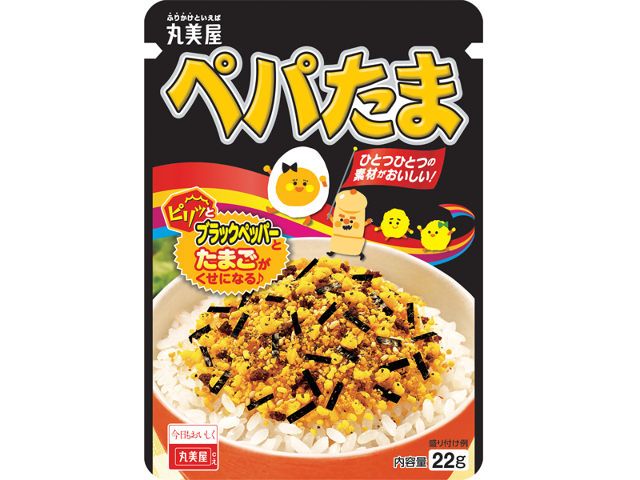 ふりかけといえば
丸美屋
ペパたま
ひとつひとつの
素材がおいしい!
ピリッと
ブラックペッパーと
たまごが
くせになる♪
盛り付け例
内容量 22g
今日もおいしく
丸美屋